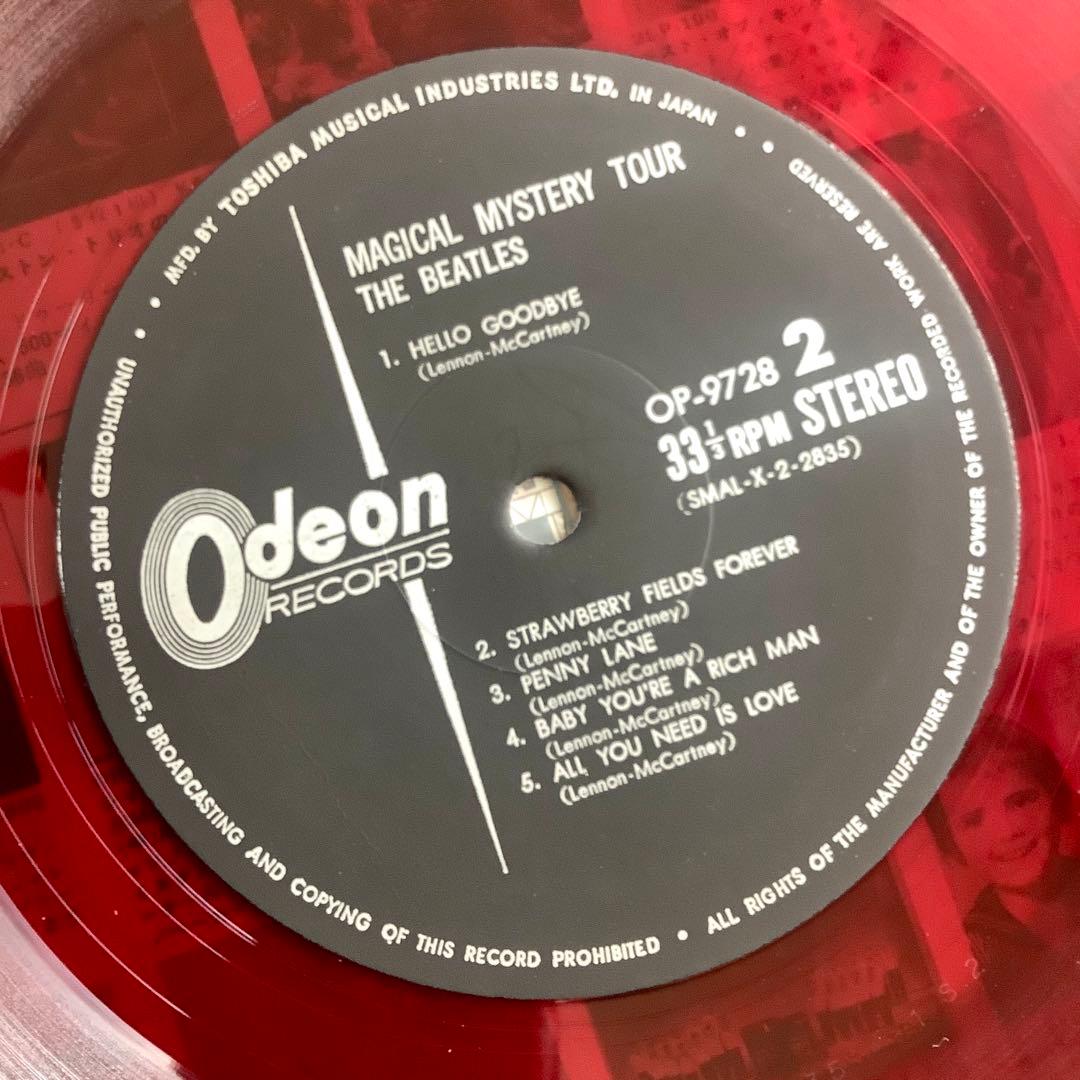 MFD. BY TOSHIBA MUSICAL INDUSTRIES LTD. IN JAPAN
MAGICAL MYSTERY TOUR
THE BEATLES
1. HELLO GOODBYE
(Lennon-McCartney)
OP-9728 2
33 1/3 RPM STEREO
(SMAL-X-2-2835)
Odeon
RECORDS
2. STRAWBERRY FIELDS FOREVER
(Lennon-McCartney)
3. PENNY LANE
(Lennon-McCartney)
4. BABY YOU'RE A RICH MAN
(Lennon-McCartney)
5. ALL YOU NEED IS LOVE
(Lennon-McCartney)
UNAUTHORIZED PUBLIC PERFORMANCE, BROADCASTING AND COPYING OF THIS RECORD PROHIBITED • ALL RIGHTS OF THE MANUFACTURER AND OF THE OWNER OF THE RECORDED WORK ARE RESERVED